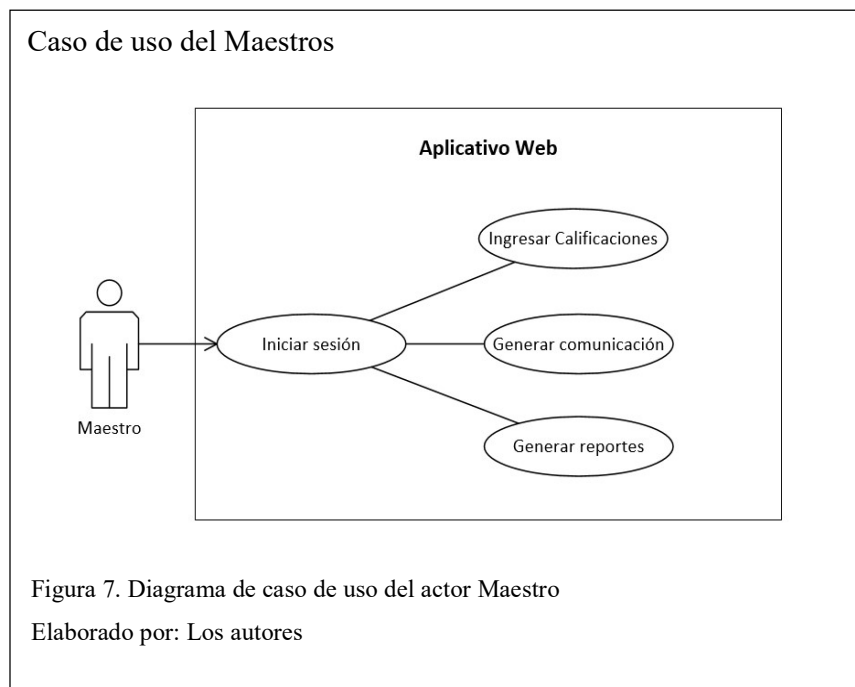 Caso de uso del Maestros
Aplicativo Web
Ingresar Calificaciones
Iniciar sesión
Generar comunicación
Generar reportes
Maestro
Figura 7. Diagrama de caso de uso del actor Maestro
Elaborado por: Los autores